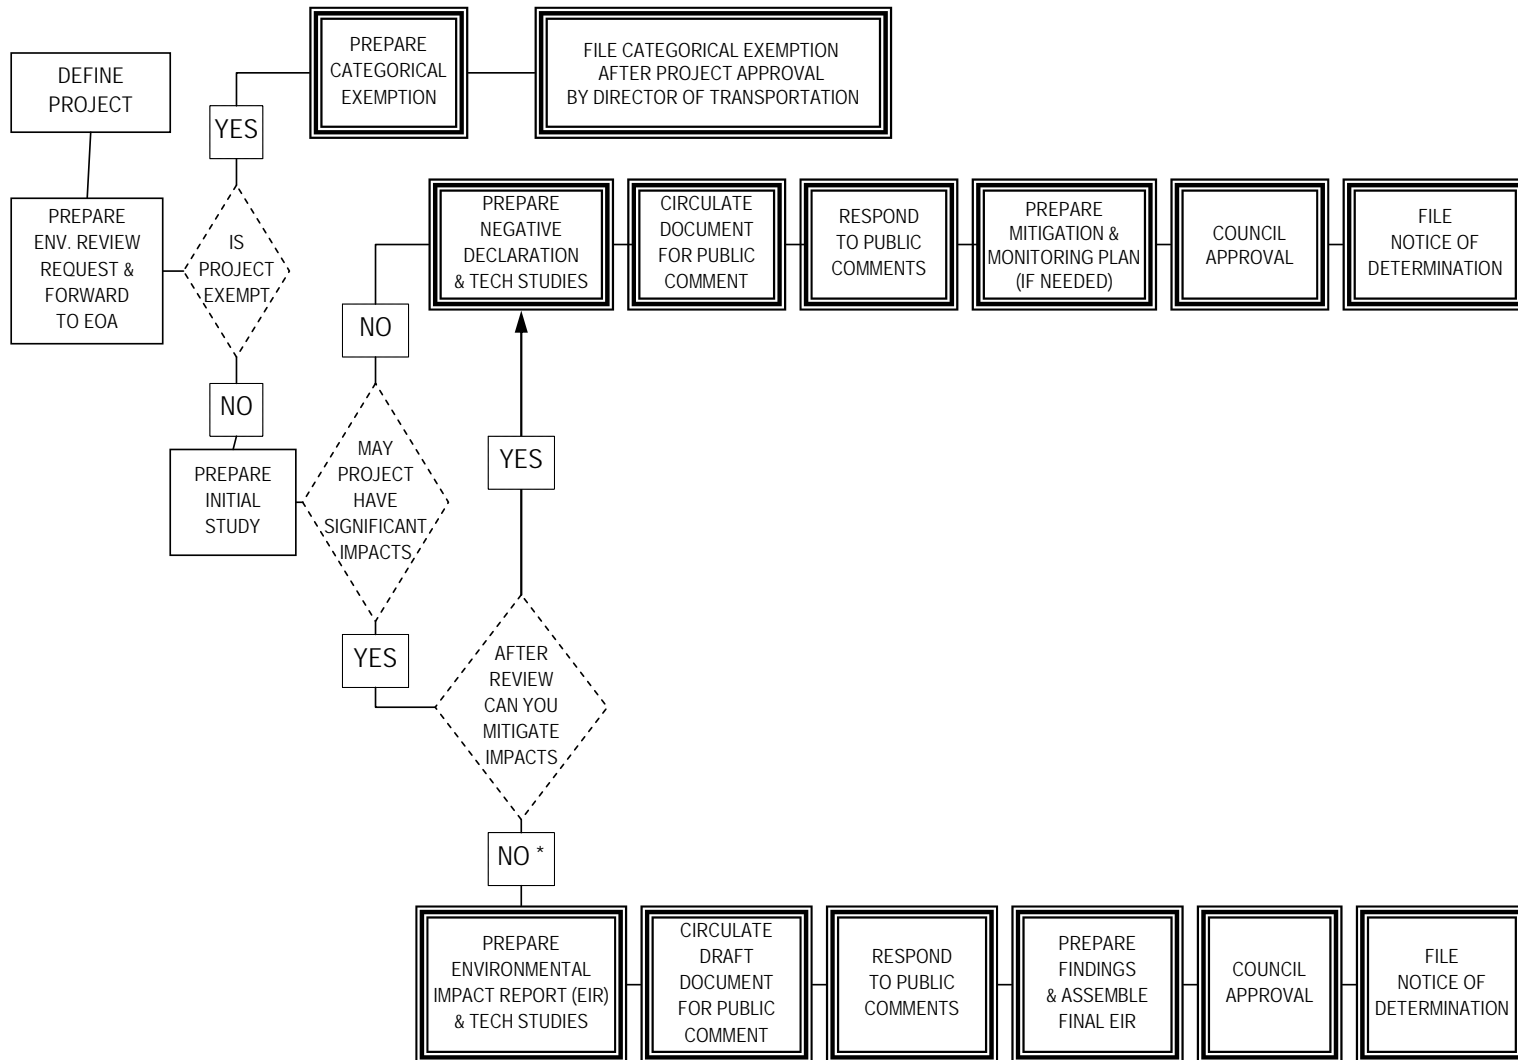 DEFINE
PROJECT
PREPARE
ENV. REVIEW
REQUEST &
FORWARD
TO EOA
IS
PROJECT
EXEMPT
YES
PREPARE
CATEGORICAL
EXEMPTION
FILE CATEGORICAL EXEMPTION
AFTER PROJECT APPROVAL
BY DIRECTOR OF TRANSPORTATION
NO
PREPARE
INITIAL
STUDY
MAY
PROJECT
HAVE
SIGNIFICANT
IMPACTS
NO
PREPARE
NEGATIVE
DECLARATION
& TECH STUDIES
CIRCULATE
DOCUMENT
FOR PUBLIC
COMMENT
RESPOND
TO PUBLIC
COMMENTS
PREPARE
MITIGATION &
MONITORING PLAN
(IF NEEDED)
COUNCIL
APPROVAL
FILE
NOTICE OF
DETERMINATION
YES
AFTER
REVIEW
CAN YOU
MITIGATE
IMPACTS
YES
NO *
PREPARE
ENVIRONMENTAL
IMPACT REPORT (EIR)
& TECH STUDIES
CIRCULATE
DRAFT
DOCUMENT
FOR PUBLIC
COMMENT
RESPOND
TO PUBLIC
COMMENTS
PREPARE
FINDINGS
& ASSEMBLE
FINAL EIR
COUNCIL
APPROVAL
FILE
NOTICE OF
DETERMINATION